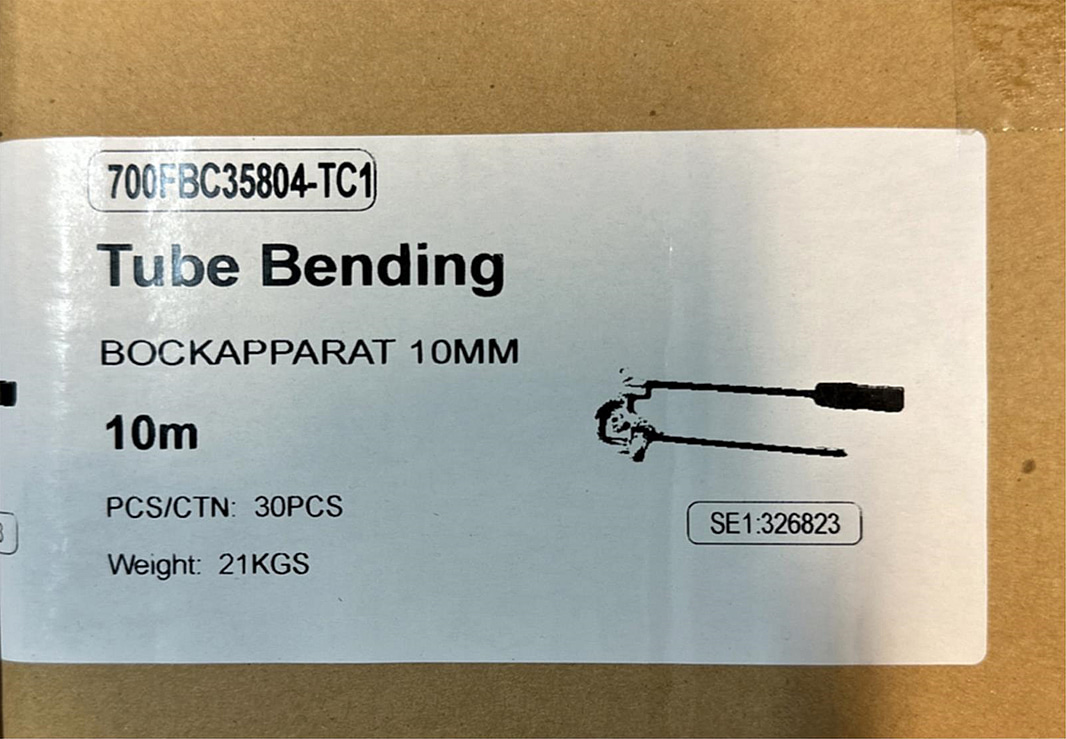 700FBC35804-TC1
Tube Bending
BOCKAPPARAT 10MM
10m
PCS/CTN: 30PCS
SE1:326823
Weight: 21KGS